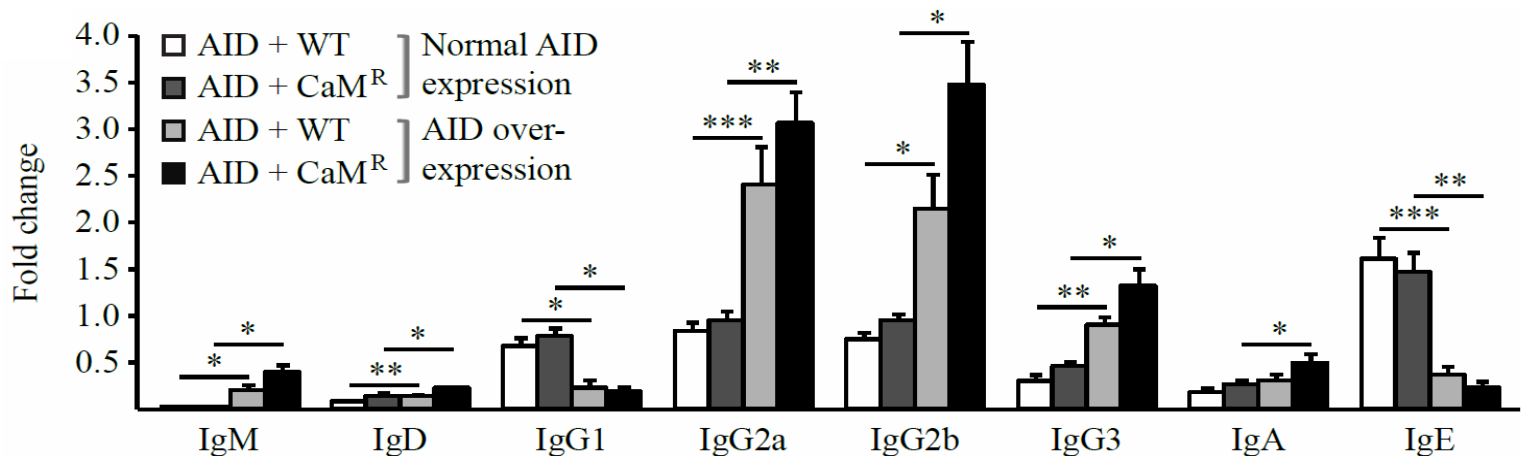 Fold change
4.0
3.5
3.0
2.5
2.0
1.5
1.0
0.5
AID + WT
AID + CaM^R
Normal AID
expression
AID + WT
AID + CaM^R
AID over-
expression
*
*
*
**
*
*
***
**
*
*
**
*
*
***
**
IgM IgD IgG1 IgG2a IgG2b IgG3 IgA IgE